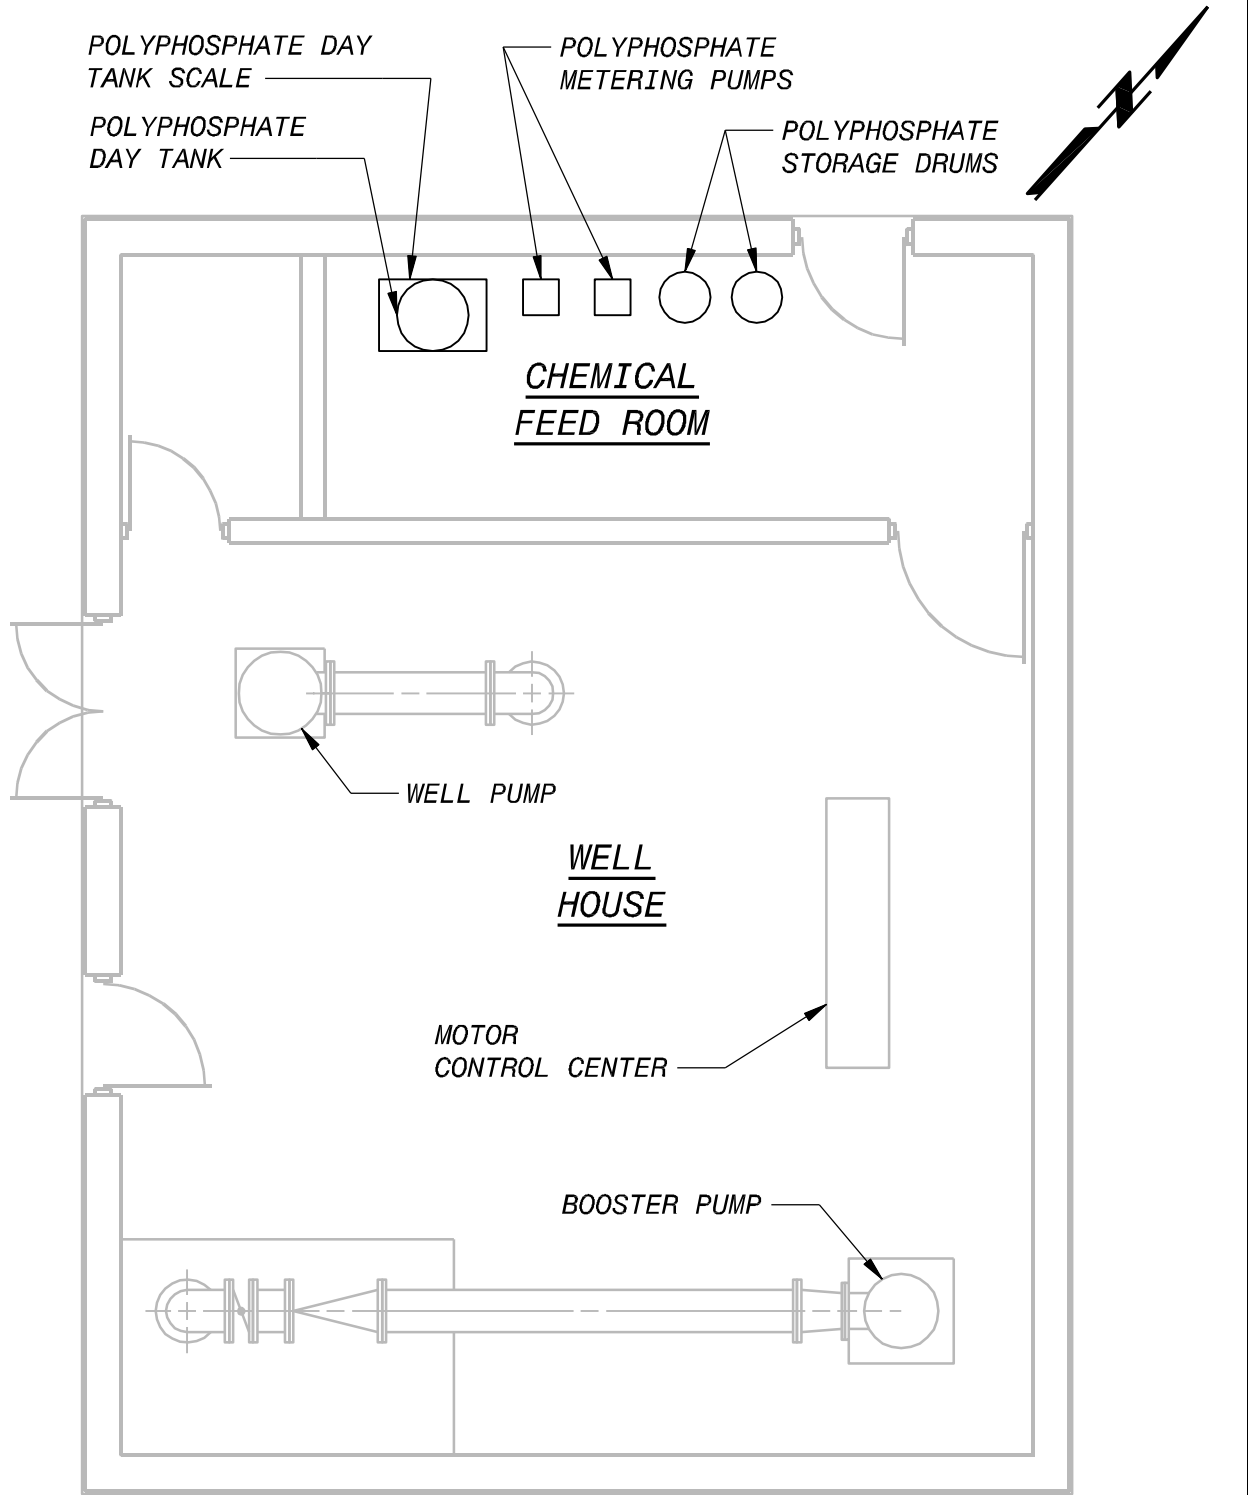 POLYPHOSPHATE DAY
TANK SCALE
POLYPHOSPHATE
METERING PUMPS
POLYPHOSPHATE
DAY TANK
POLYPHOSPHATE
STORAGE DRUMS
CHEMICAL
FEED ROOM
WELL PUMP
WELL
HOUSE
MOTOR
CONTROL CENTER
BOOSTER PUMP